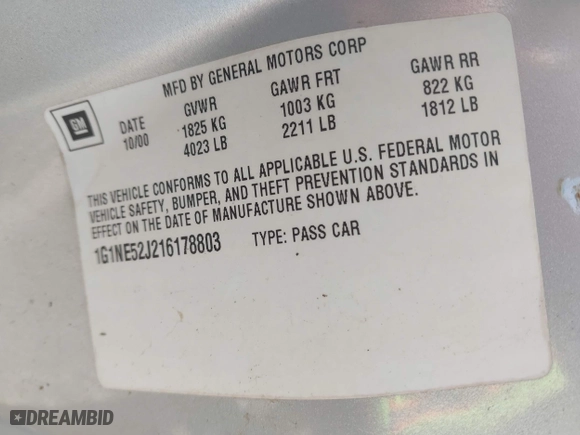 MFD BY GENERAL MOTORS CORP
GM
DATE GVWR GAWR FRT GAWR RR
10/00 1825 KG 1003 KG 822 KG
4023 LB 2211 LB 1812 LB
THIS VEHICLE CONFORMS TO ALL APPLICABLE U.S. FEDERAL MOTOR
VEHICLE SAFETY, BUMPER, AND THEFT PREVENTION STANDARDS IN
EFFECT ON THE DATE OF MANUFACTURE SHOWN ABOVE.
1G1NE52J216178803 TYPE: PASS CAR
DREAMBID